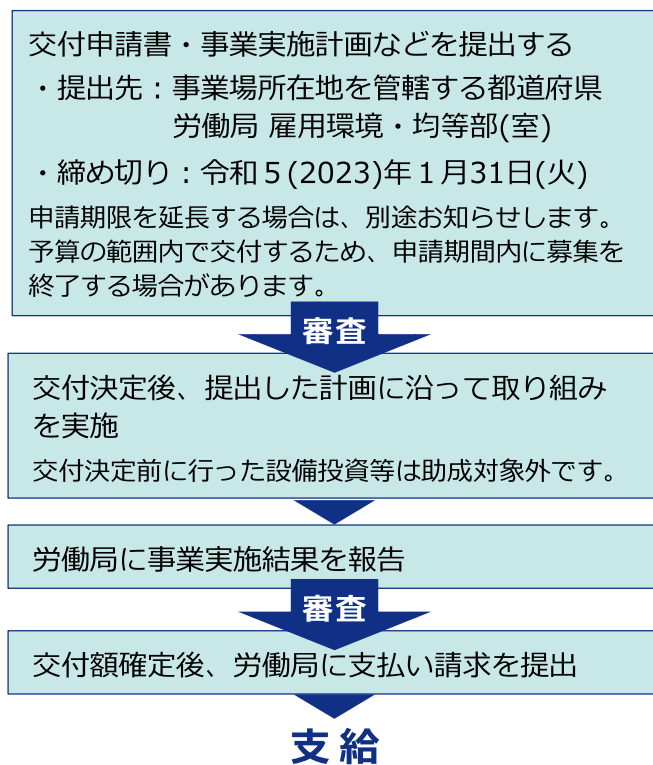 交付申請書・事業実施計画などを提出する
・提出先：事業場所在地を管轄する都道府県
労働局 雇用環境・均等部(室)
・締め切り：令和５(2023)年１月31日(火)
申請期限を延長する場合は、別途お知らせします。
予算の範囲内で交付するため、申請期間内に募集を
終了する場合があります。
審査
交付決定後、提出した計画に沿って取り組み
を実施
交付決定前に行った設備投資等は助成対象外です。
労働局に事業実施結果を報告
審査
交付額確定後、労働局に支払い請求を提出
支給